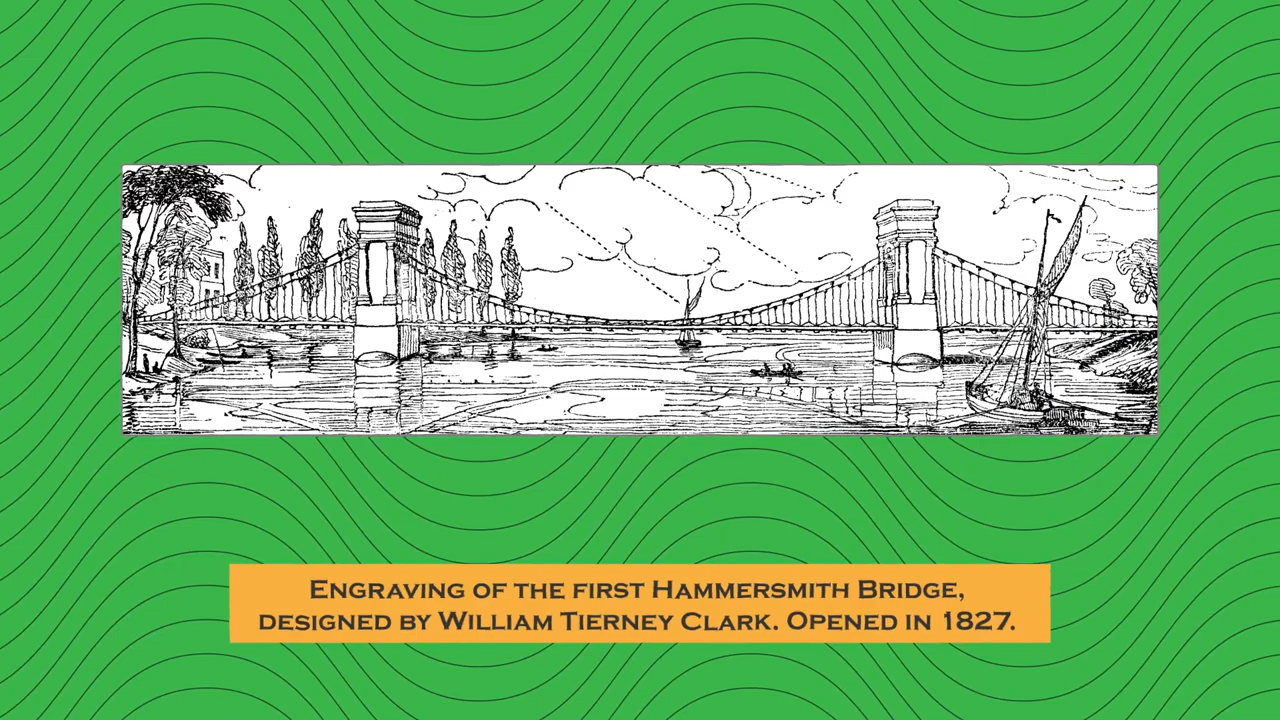 Engraving of the first Hammersmith Bridge,
designed by William Tierney Clark. Opened in 1827.